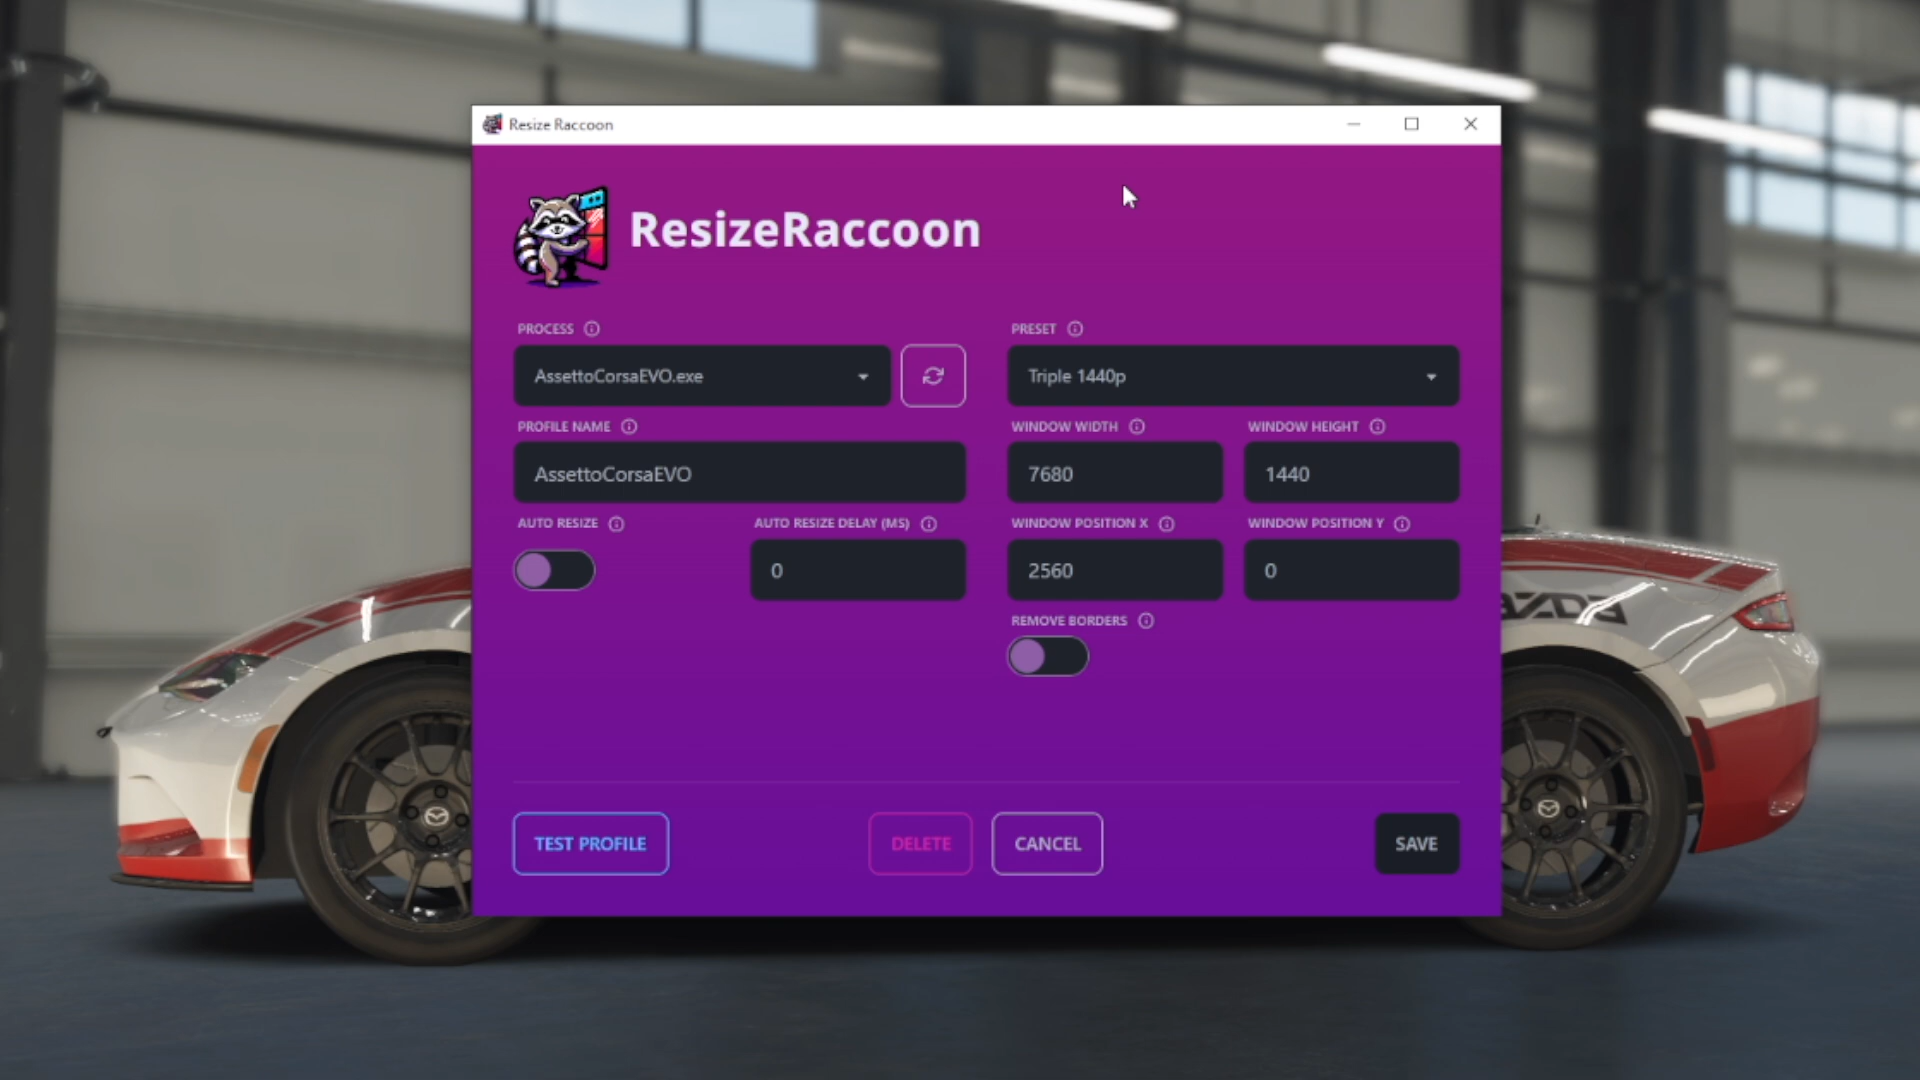 Resize Raccoon
ResizeRaccoon
PROCESS
PRESET
AssettoCorsaEVO.exe
Triple 1440p
PROFILE NAME
WINDOW WIDTH
WINDOW HEIGHT
AssettoCorsaEVO
7680
1440
AUTO RESIZE
AUTO RESIZE DELAY (MS)
WINDOW POSITION X
WINDOW POSITION Y
0
2560
0
REMOVE BORDERS
TEST PROFILE
DELETE
CANCEL
SAVE